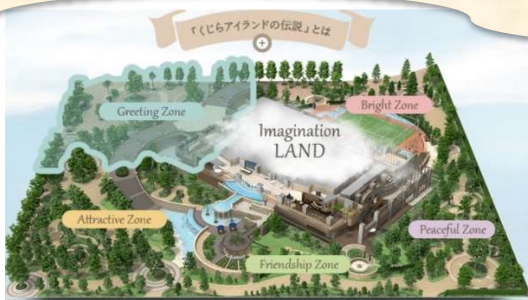 「くじらアイランドの伝説」とは
Greeting Zone
Bright Zone
Imagination
LAND
Attractive Zone
Peaceful Zone
Friendship Zone